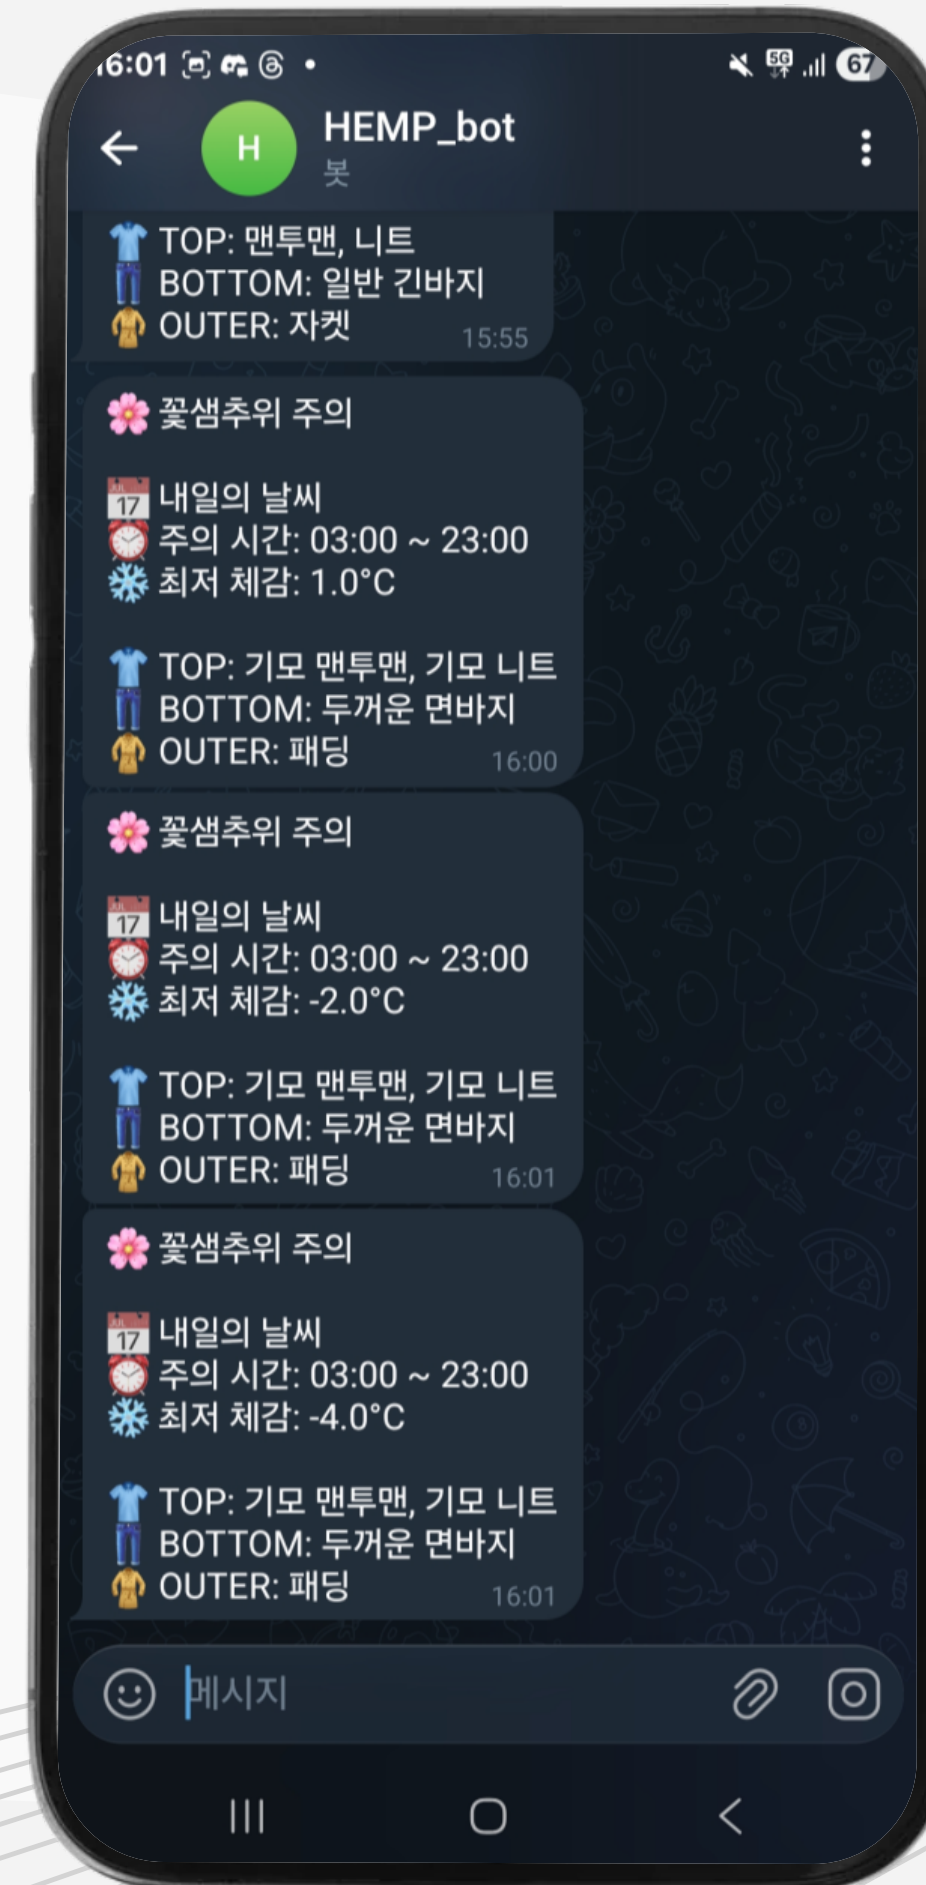 16:01
5G
67
H
HEMP_bot
봇
TOP: 맨투맨, 니트
BOTTOM: 일반 긴바지
OUTER: 자켓
15:55
꽃샘추위 주의
JUL
17
내일의 날씨
주의 시간: 03:00 ~ 23:00
최저 체감: 1.0°C
TOP: 기모 맨투맨, 기모 니트
BOTTOM: 두꺼운 면바지
OUTER: 패딩
16:00
꽃샘추위 주의
JUL
17
내일의 날씨
주의 시간: 03:00 ~ 23:00
최저 체감: -2.0°C
TOP: 기모 맨투맨, 기모 니트
BOTTOM: 두꺼운 면바지
OUTER: 패딩
16:01
꽃샘추위 주의
JUL
17
내일의 날씨
주의 시간: 03:00 ~ 23:00
최저 체감: -4.0°C
TOP: 기모 맨투맨, 기모 니트
BOTTOM: 두꺼운 면바지
OUTER: 패딩
16:01
메시지